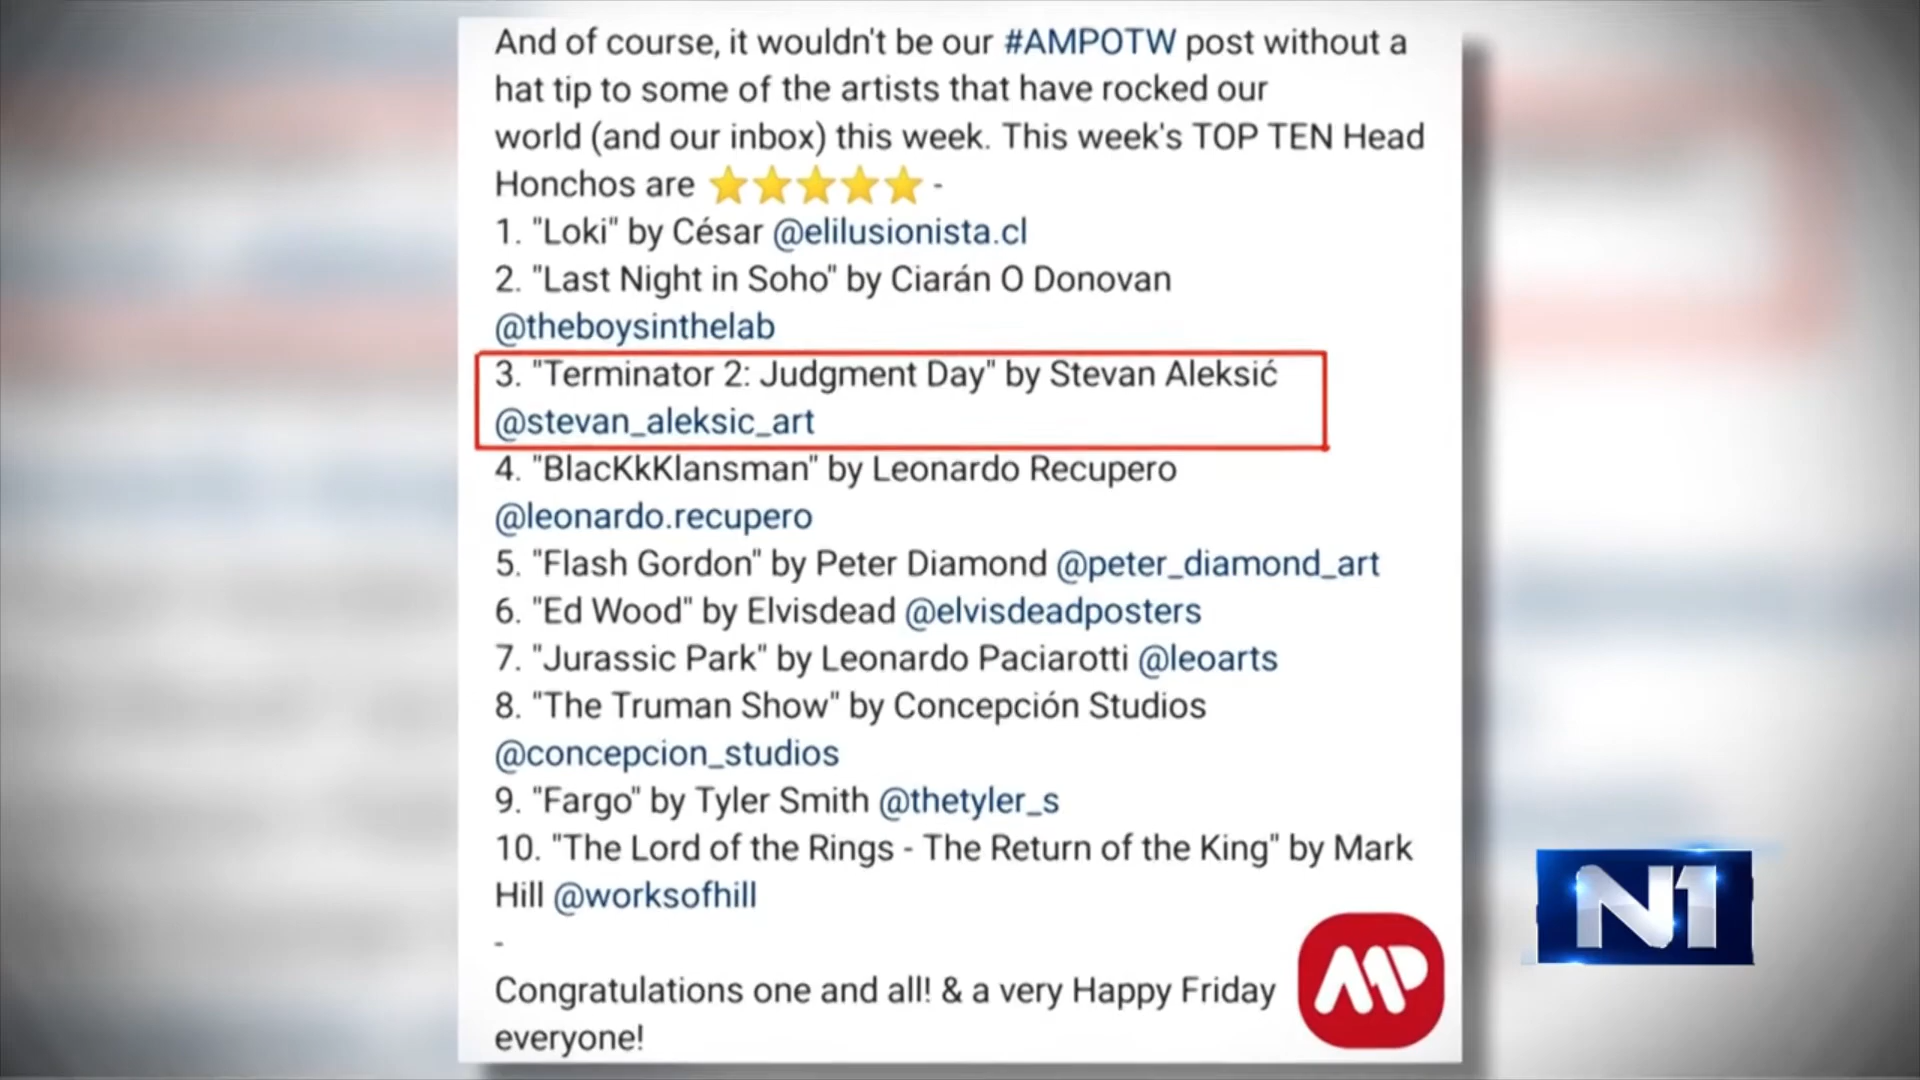 And of course, it wouldn't be our #AMPOTW post without a
hat tip to some of the artists that have rocked our
world (and our inbox) this week. This week's TOP TEN Head
Honchos are ⭐⭐⭐⭐⭐ -
1. "Loki" by César @elilusionista.cl
2. "Last Night in Soho" by Ciarán O Donovan
@theboysinthelab
3. "Terminator 2: Judgment Day" by Stevan Aleksić
@stevan_aleksic_art
4. "BlacKkKlansman" by Leonardo Recupero
@leonardo.recupero
5. "Flash Gordon" by Peter Diamond @peter_diamond_art
6. "Ed Wood" by Elvisdead @elvisdeadposters
7. "Jurassic Park" by Leonardo Paciarotti @leoarts
8. "The Truman Show" by Concepción Studios
@concepcion_studios
9. "Fargo" by Tyler Smith @thetyler_s
10. "The Lord of the Rings - The Return of the King" by Mark
Hill @worksofhill
-
Congratulations one and all! & a very Happy Friday
everyone!
AMP
N1